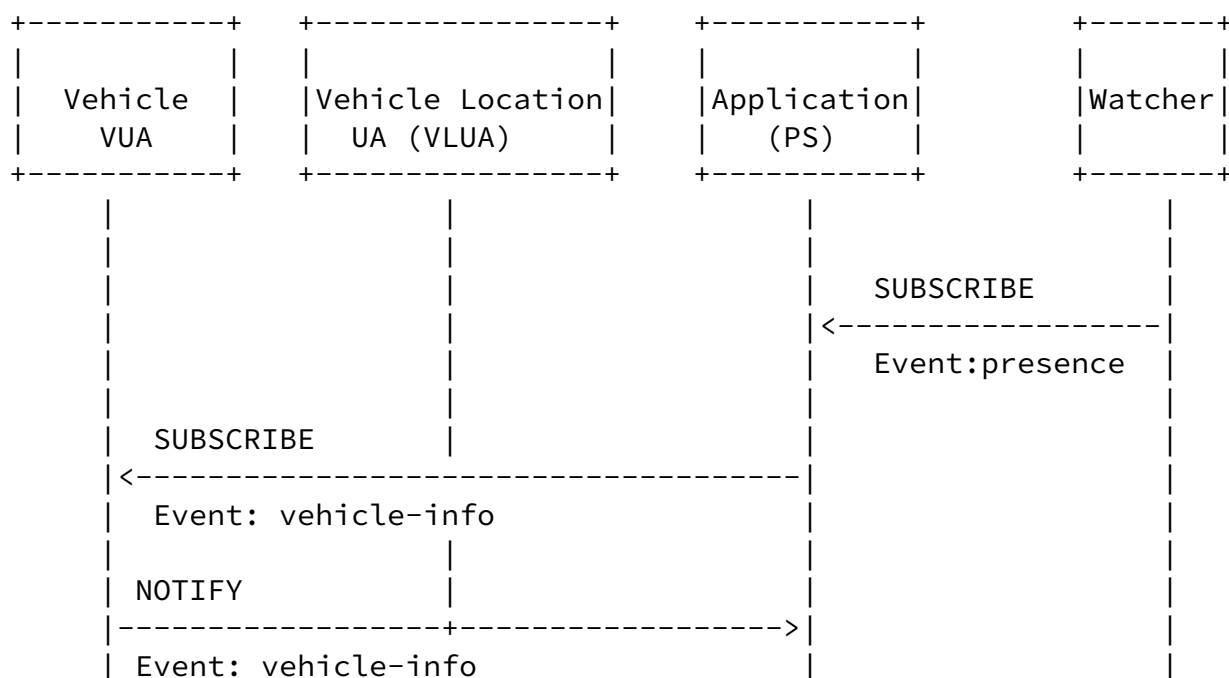 Vehicle Vehicle Location Application Watcher
VUA UA (VLUA) (PS)
SUBSCRIBE
Event:presence
SUBSCRIBE
Event: vehicle-info
NOTIFY
Event: vehicle-info